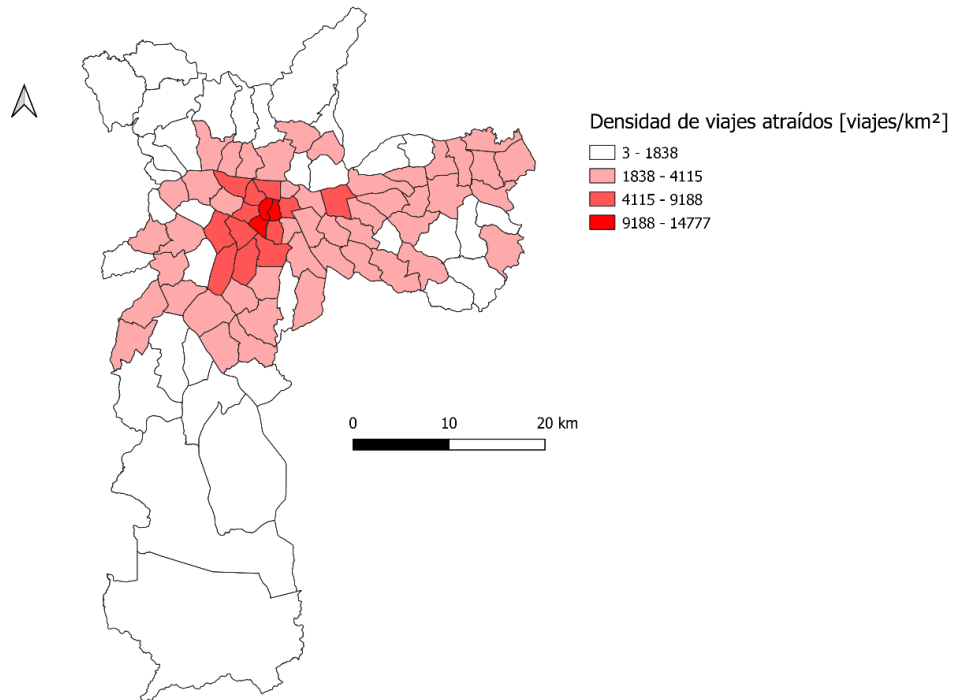 Densidad de viajes atraídos [viajes/km²]
3 - 1838
1838 - 4115
4115 - 9188
9188 - 14777
0 10 20 km